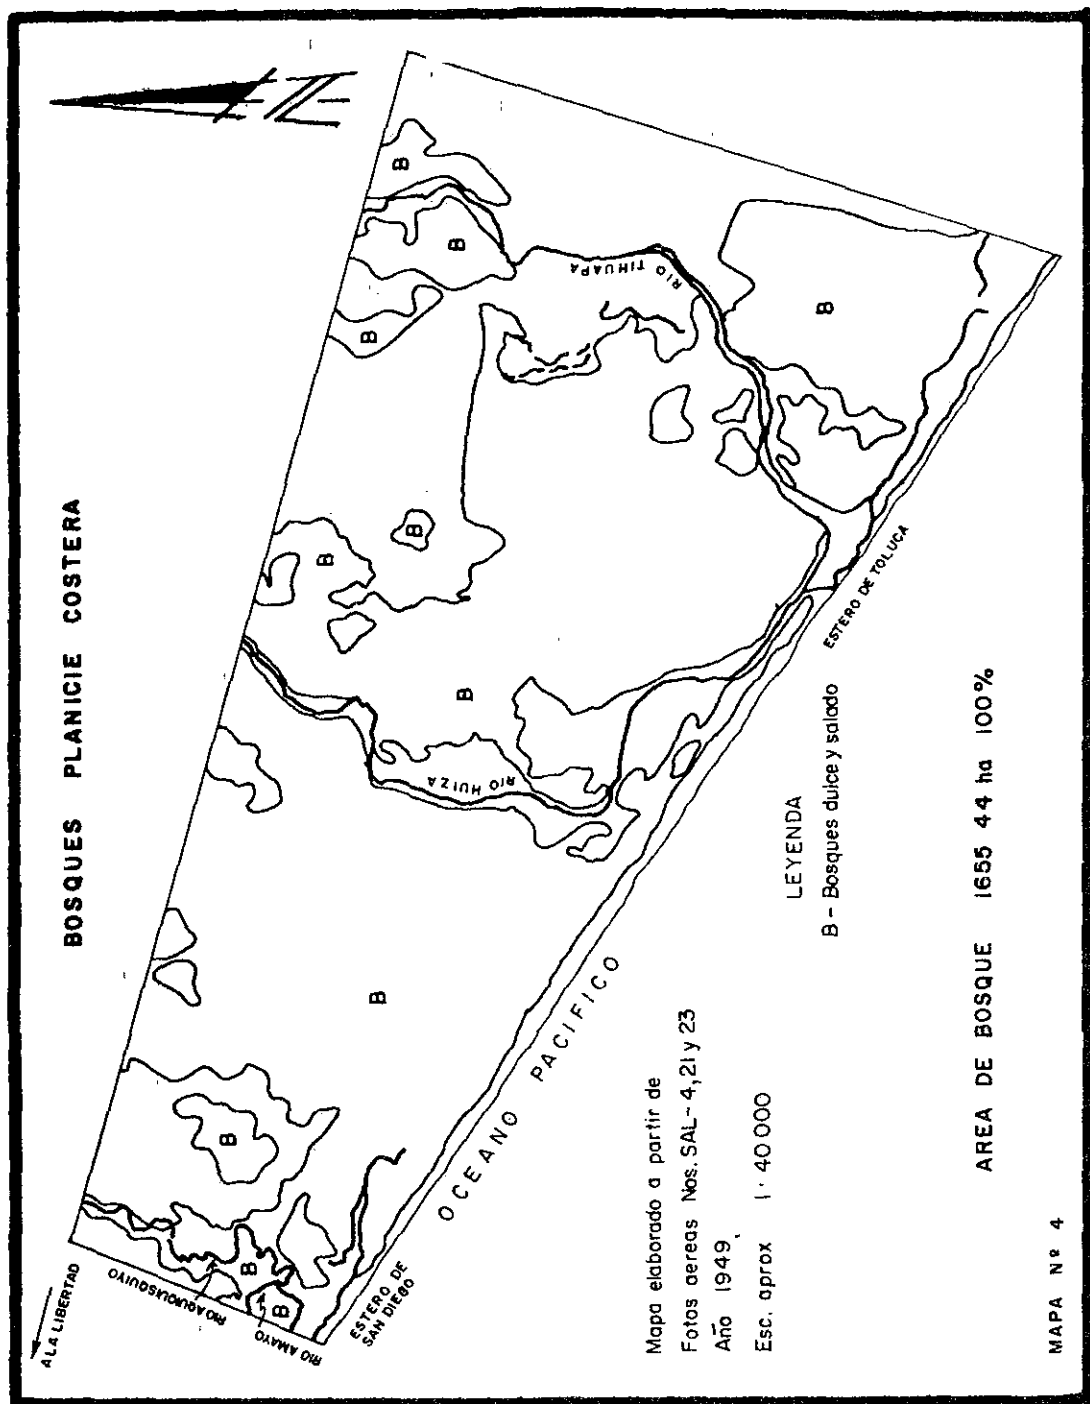 BOSQUES PLANICIE COSTERA
A LA LIBERTAD
RIO AQUIQUISQUIYO
RIO AMAYO
ESTERO DE
SAN DIEGO
B
B
B
B
RIO HUIZA
B
B
B
B
B
B
RIO TIHUAPA
B
OCEANO PACIFICO
ESTERO DE TOLUCA
LEYENDA
B - Bosques dulce y salado
Mapa elaborado a partir de
Fotos aereas Nos. SAL-4, 21 y 23
Año 1949,
Esc. aprox 1 · 40 000
AREA DE BOSQUE 1655 44 ha 100%
MAPA Nº 4